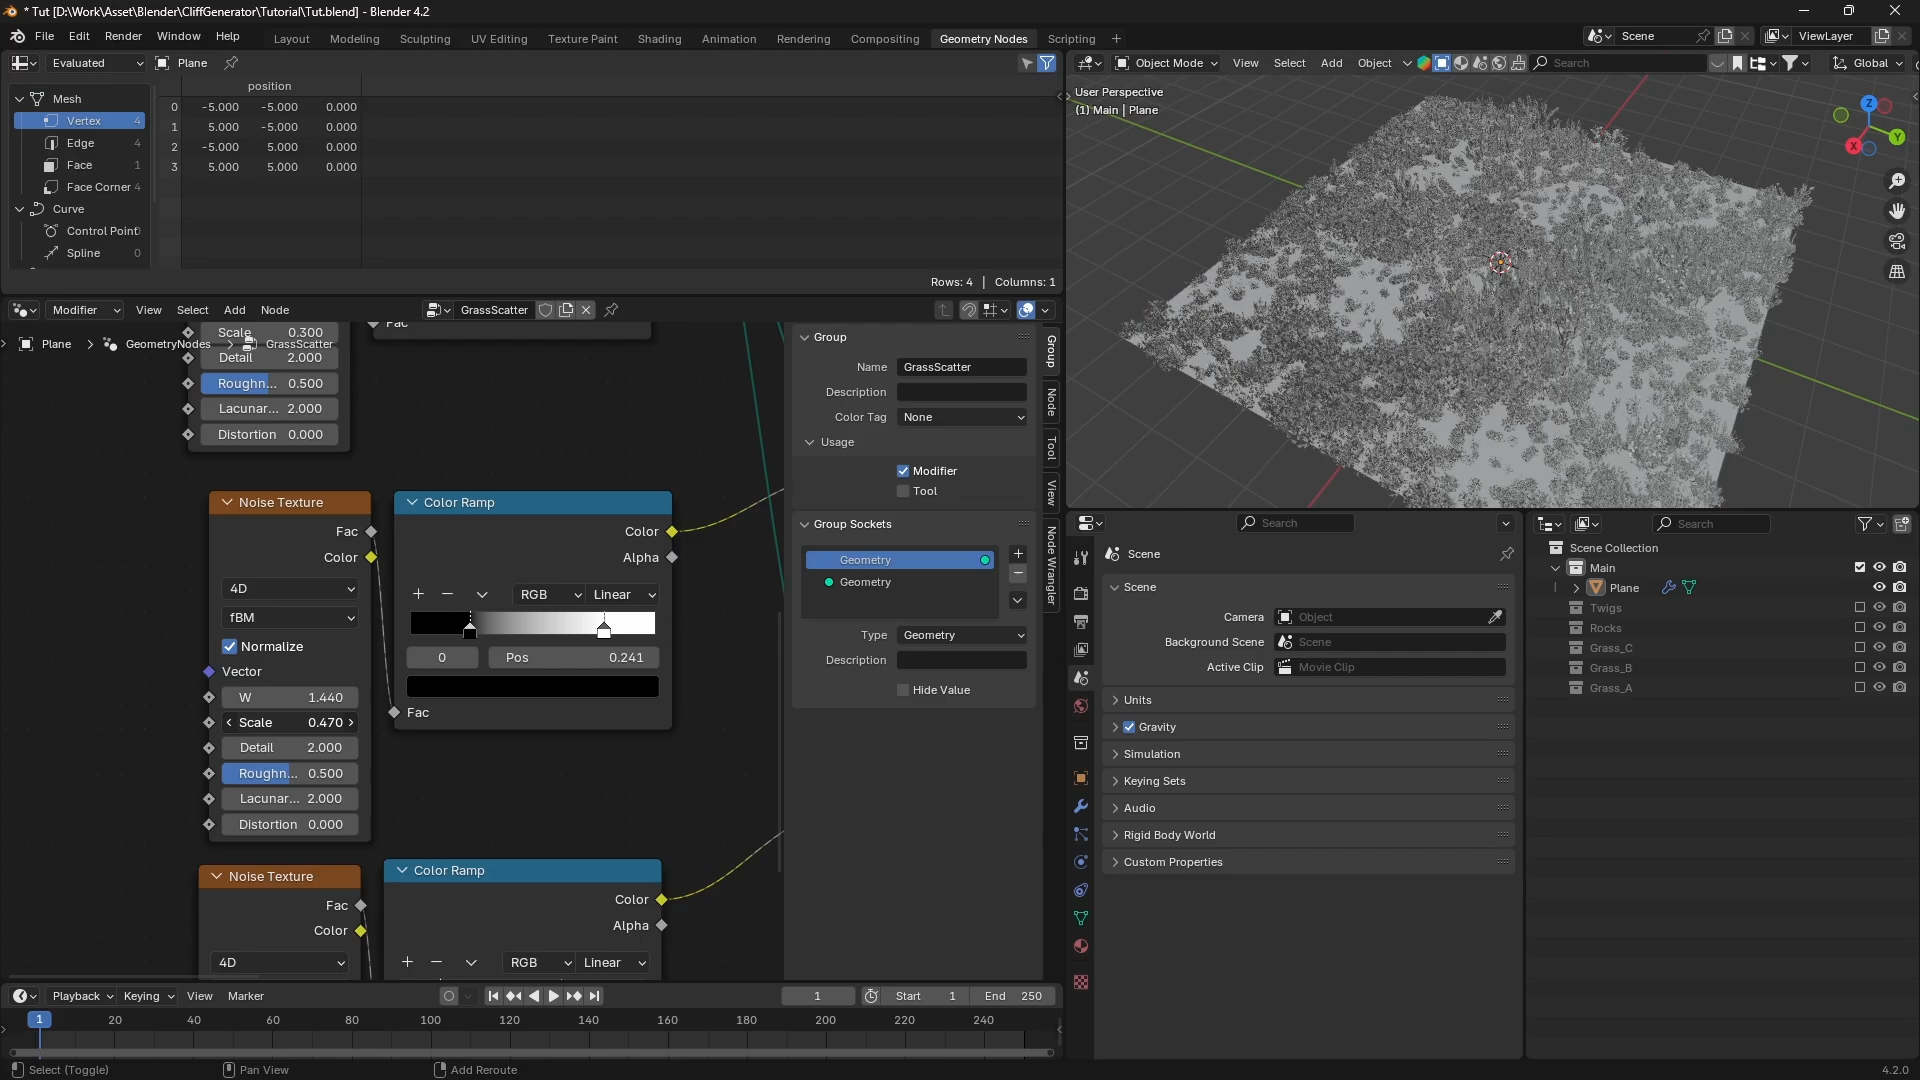 * Tut [D:\Work\Asset\Blender\CliffGenerator\Tutorial\Tut.blend] - Blender 4.2
File Edit Render Window Help Layout Modeling Sculpting UV Editing Texture Paint Shading Animation Rendering Compositing Geometry Nodes Scripting + Scene ViewLayer
Evaluated Plane
position
Mesh
Vertex 4
Edge 4
Face 1
Face Corner 4
Curve
Control Point
Spline 0
0 -5.000 -5.000 0.000
1 5.000 -5.000 0.000
2 -5.000 5.000 0.000
3 5.000 5.000 0.000
Rows: 4 | Columns: 1
Object Mode View Select Add Object Search Global
User Perspective
(1) Main | Plane
Z
Y
X
Modifier View Select Add Node GrassScatter
Plane > GeometryNodes > GrassScatter
Fac
Scale 0.300
Detail 2.000
Roughn... 0.500
Lacunar... 2.000
Distortion 0.000
Noise Texture
Fac
Color
4D
fBM
Normalize
Vector
W 1.440
Scale 0.470
Detail 2.000
Roughn... 0.500
Lacunar... 2.000
Distortion 0.000
Color Ramp
Color
Alpha
RGB Linear
0 Pos 0.241
Fac
Noise Texture
Fac
Color
4D
Color Ramp
Color
Alpha
RGB Linear
Group
Name GrassScatter
Description
Color Tag None
Usage
Modifier
Tool
Group Sockets
Geometry
Geometry
Type Geometry
Description
Hide Value
Group
Node
Tool
View
Node Wrangler
Search
Scene
Scene
Camera Object
Background Scene Scene
Active Clip Movie Clip
Units
Gravity
Simulation
Keying Sets
Audio
Rigid Body World
Custom Properties
Search
Scene Collection
Main
Plane
Twigs
Rocks
Grass_C
Grass_B
Grass_A
Playback Keying View Marker 1 Start 1 End 250
1 20 40 60 80 100 120 140 160 180 200 220 240
Select (Toggle) Pan View Add Reroute 4.2.0